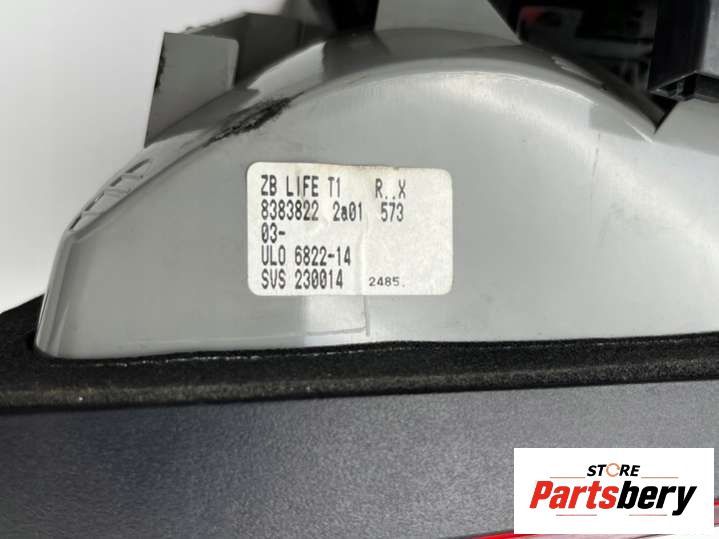 ZB LIFE T1 R..X
8383822 2a01 573
03-
ULO 6822-14
SVS 230014 2485.
STORE
Partsbery